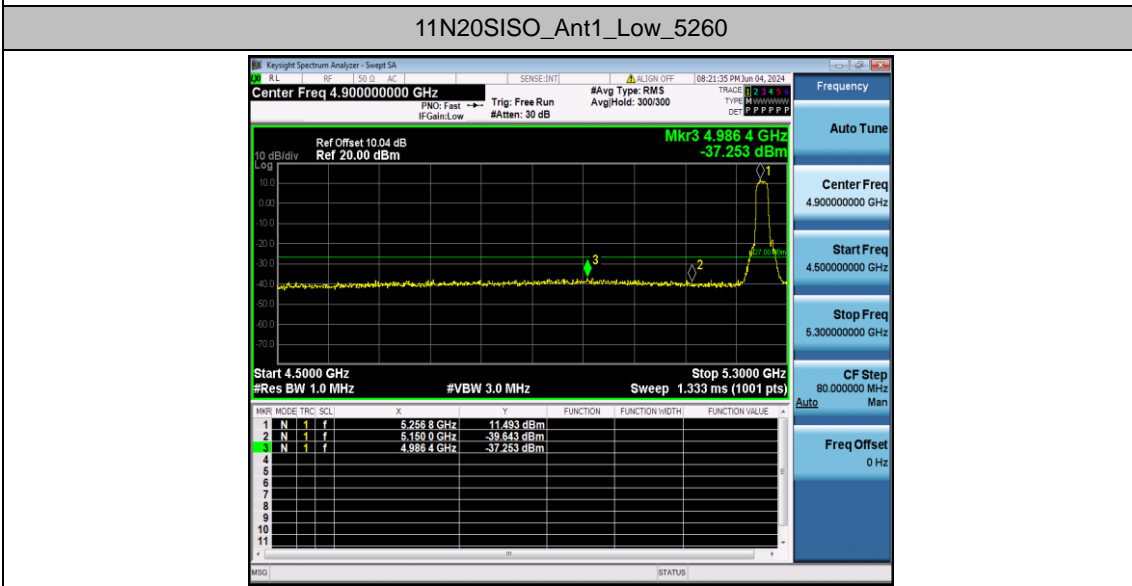 11N20SISO_Ant1_Low_5260
Keysight Spectrum Analyzer - Swept SA
RL RF 50 Ω AC SENSE:INT ALIGN OFF 08:21:35 PM Jun 04, 2024
Center Freq 4.900000000 GHz
PNO: Fast
IFGain:Low
Trig: Free Run
#Atten: 30 dB
#Avg Type: RMS
Avg|Hold: 300/300
TRACE 1 2 3 4 5 6
TYPE M WWWWW
DET P P P P P P
Frequency
Auto Tune
Center Freq
4.900000000 GHz
Start Freq
4.500000000 GHz
Stop Freq
5.300000000 GHz
CF Step
80.000000 MHz
Auto Man
Freq Offset
0 Hz
Mkr3 4.986 4 GHz
-37.253 dBm
Ref Offset 10.04 dB
10 dB/div Ref 20.00 dBm
Log
10.0
0.00
-10.0
-20.0
-30.0
-40.0
-50.0
-60.0
-70.0
1
2
3
-27.00 dBm
Start 4.5000 GHz Stop 5.3000 GHz
#Res BW 1.0 MHz #VBW 3.0 MHz Sweep 1.333 ms (1001 pts)
MKR MODE TRC SCL X Y FUNCTION FUNCTION WIDTH FUNCTION VALUE
1 N 1 f 5.256 8 GHz 11.493 dBm
2 N 1 f 5.150 0 GHz -39.643 dBm
3 N 1 f 4.986 4 GHz -37.253 dBm
4
5
6
7
8
9
10
11
MSG STATUS